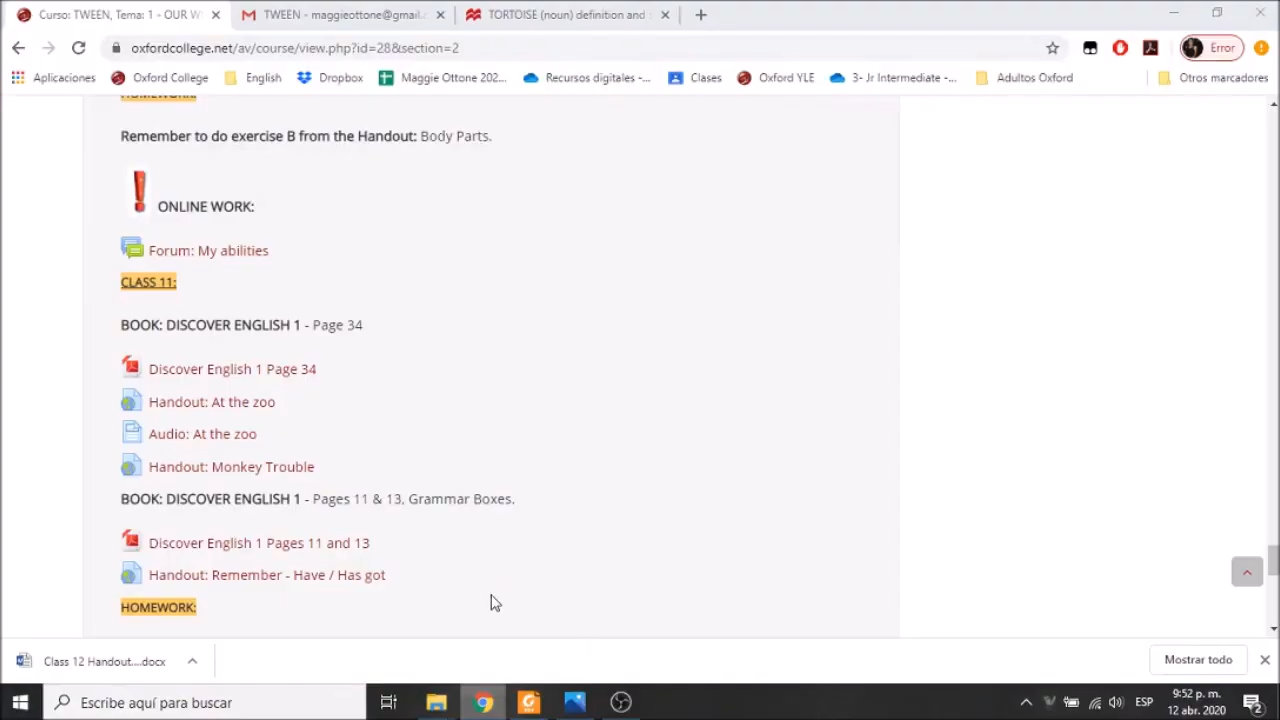 Curso: TWEEN, Tema: 1 - OUR W
TWEEN - maggieottone@gmail.c
TORTOISE (noun) definition and s
oxfordcollege.net/av/course/view.php?id=28&section=2
Error
Aplicaciones
Oxford College
English
Dropbox
Maggie Ottone 202...
Recursos digitales -...
Clases
Oxford YLE
3- Jr Intermediate -...
Adultos Oxford
Otros marcadores
HOMEWORK:
Remember to do exercise B from the Handout: Body Parts.
ONLINE WORK:
Forum: My abilities
CLASS 11:
BOOK: DISCOVER ENGLISH 1 - Page 34
Discover English 1 Page 34
Handout: At the zoo
Audio: At the zoo
Handout: Monkey Trouble
BOOK: DISCOVER ENGLISH 1 - Pages 11 & 13, Grammar Boxes.
Discover English 1 Pages 11 and 13
Handout: Remember - Have / Has got
HOMEWORK:
Class 12 Handout....docx
Mostrar todo
Escribe aquí para buscar
ESP
9:52 p. m.
12 abr. 2020
2